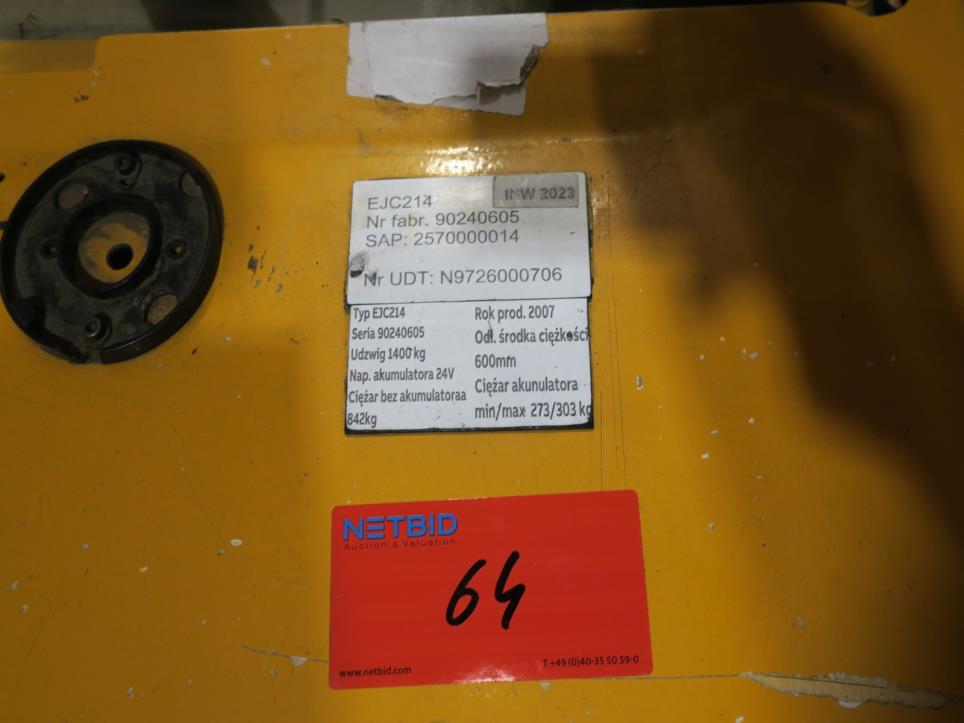 EJC214
INW 2023
Nr fabr. 90240605
SAP: 2570000014
Nr UDT: N9726000706
Typ EJC214
Seria 90240605
Udzwig 1400 kg
Nap. akumulatora 24V
Ciężar bez akumulatoraa
842kg
Rok prod. 2007
Odl. środka ciężkości
600mm
Ciężar akunulatora
min/max 273/303 kg
NETBID
Auction & Valuation
64
www.netbid.com
T +49 (0)40-35 50 59-0